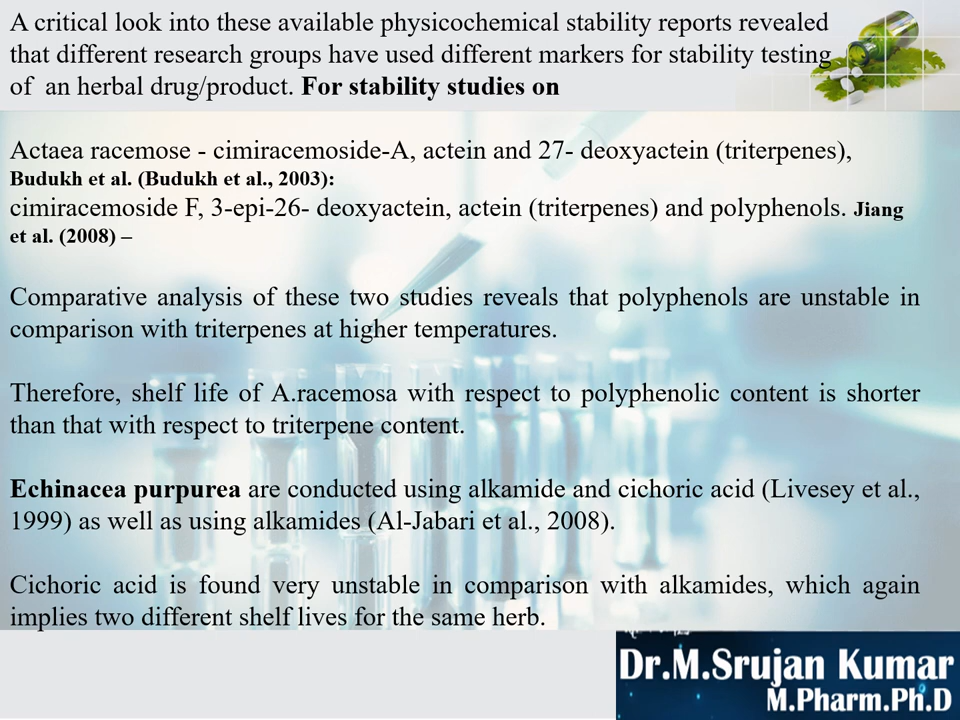 A critical look into these available physicochemical stability reports revealed
that different research groups have used different markers for stability testing
of an herbal drug/product. For stability studies on
Actaea racemose - cimiracemoside-A, actein and 27- deoxyactein (triterpenes),
Budukh et al. (Budukh et al., 2003):
cimiracemoside F, 3-epi-26- deoxyactein, actein (triterpenes) and polyphenols. Jiang
et al. (2008) –
Comparative analysis of these two studies reveals that polyphenols are unstable in
comparison with triterpenes at higher temperatures.
Therefore, shelf life of A.racemosa with respect to polyphenolic content is shorter
than that with respect to triterpene content.
Echinacea purpurea are conducted using alkamide and cichoric acid (Livesey et al.,
1999) as well as using alkamides (Al-Jabari et al., 2008).
Cichoric acid is found very unstable in comparison with alkamides, which again
implies two different shelf lives for the same herb.
Dr.M.Srujan Kumar
M.Pharm.Ph.D